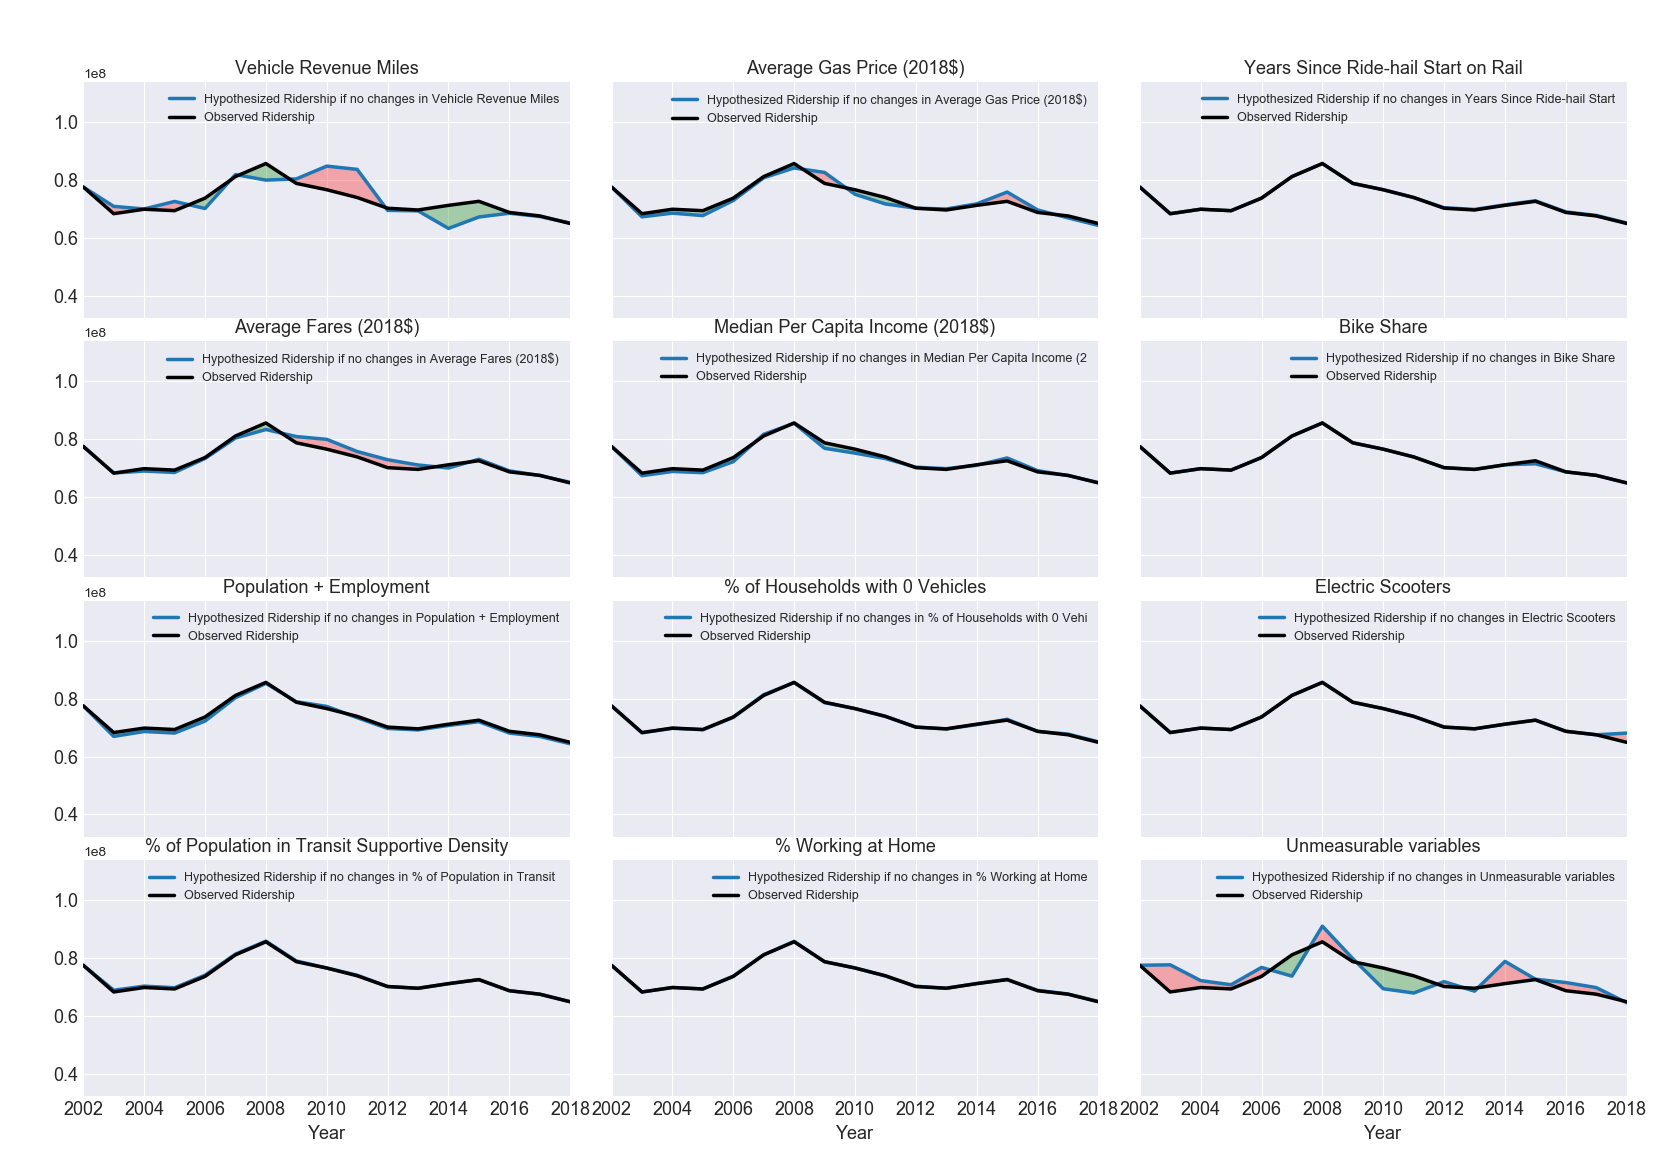 Vehicle Revenue Miles
1e8
Hypothesized Ridership if no changes in Vehicle Revenue Miles
Observed Ridership
1.0
0.8
0.6
0.4
Average Gas Price (2018$)
Hypothesized Ridership if no changes in Average Gas Price (2018$)
Observed Ridership
Years Since Ride-hail Start on Rail
Hypothesized Ridership if no changes in Years Since Ride-hail Start
Observed Ridership
Average Fares (2018$)
1e8
Hypothesized Ridership if no changes in Average Fares (2018$)
Observed Ridership
1.0
0.8
0.6
0.4
Median Per Capita Income (2018$)
Hypothesized Ridership if no changes in Median Per Capita Income (2
Observed Ridership
Bike Share
Hypothesized Ridership if no changes in Bike Share
Observed Ridership
Population + Employment
1e8
Hypothesized Ridership if no changes in Population + Employment
Observed Ridership
1.0
0.8
0.6
0.4
% of Households with 0 Vehicles
Hypothesized Ridership if no changes in % of Households with 0 Vehi
Observed Ridership
Electric Scooters
Hypothesized Ridership if no changes in Electric Scooters
Observed Ridership
% of Population in Transit Supportive Density
1e8
Hypothesized Ridership if no changes in % of Population in Transit
Observed Ridership
1.0
0.8
0.6
0.4
2002 2004 2006 2008 2010 2012 2014 2016 2018
Year
% Working at Home
Hypothesized Ridership if no changes in % Working at Home
Observed Ridership
2002 2004 2006 2008 2010 2012 2014 2016 2018
Year
Unmeasurable variables
Hypothesized Ridership if no changes in Unmeasurable variables
Observed Ridership
2002 2004 2006 2008 2010 2012 2014 2016 2018
Year